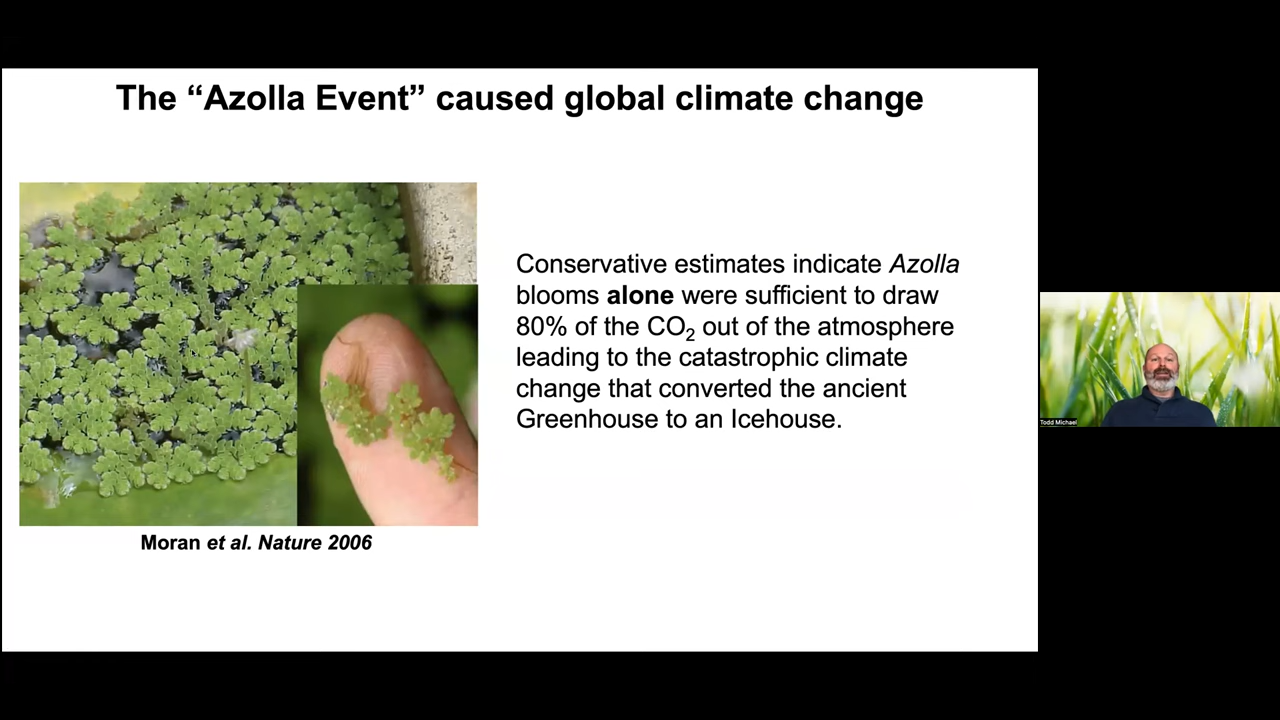 The “Azolla Event” caused global climate change
Conservative estimates indicate Azolla
blooms alone were sufficient to draw
80% of the CO2 out of the atmosphere
leading to the catastrophic climate
change that converted the ancient
Greenhouse to an Icehouse.
Moran et al. Nature 2006
Todd Michael